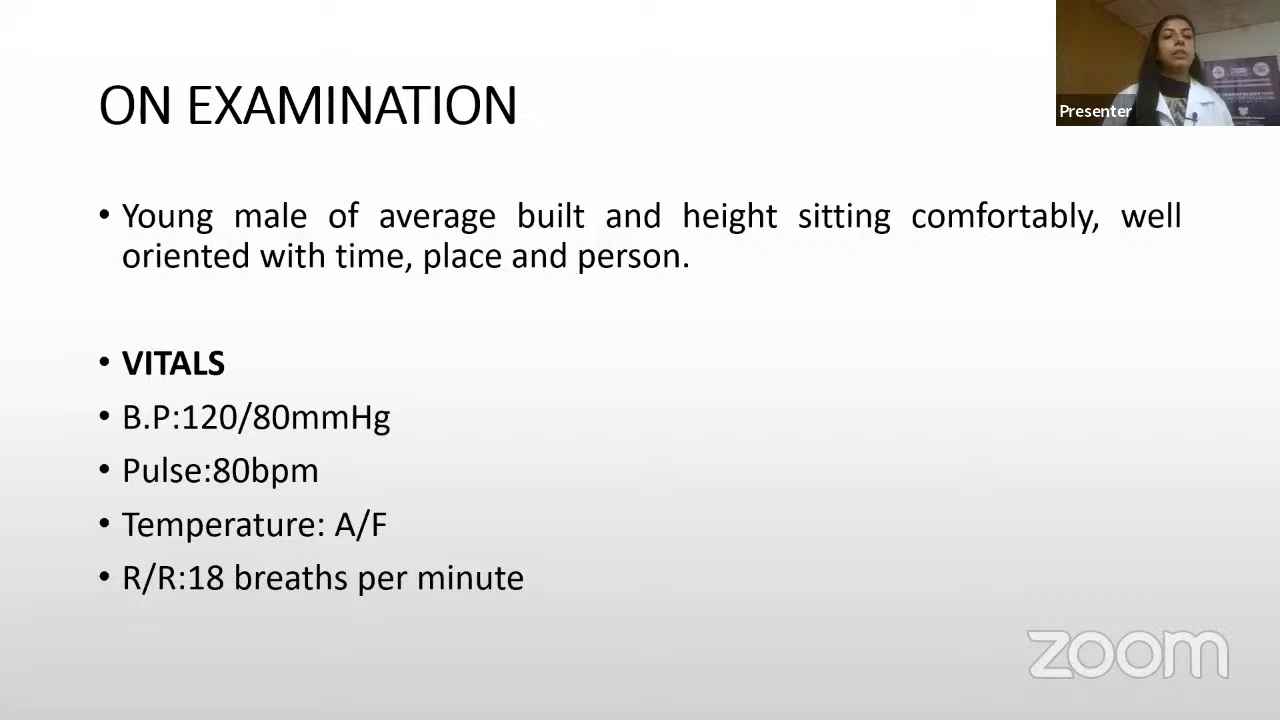 ON EXAMINATION
Presenter
• Young male of average built and height sitting comfortably, well
oriented with time, place and person.
• VITALS
• B.P:120/80mmHg
• Pulse:80bpm
• Temperature: A/F
• R/R:18 breaths per minute
zoom